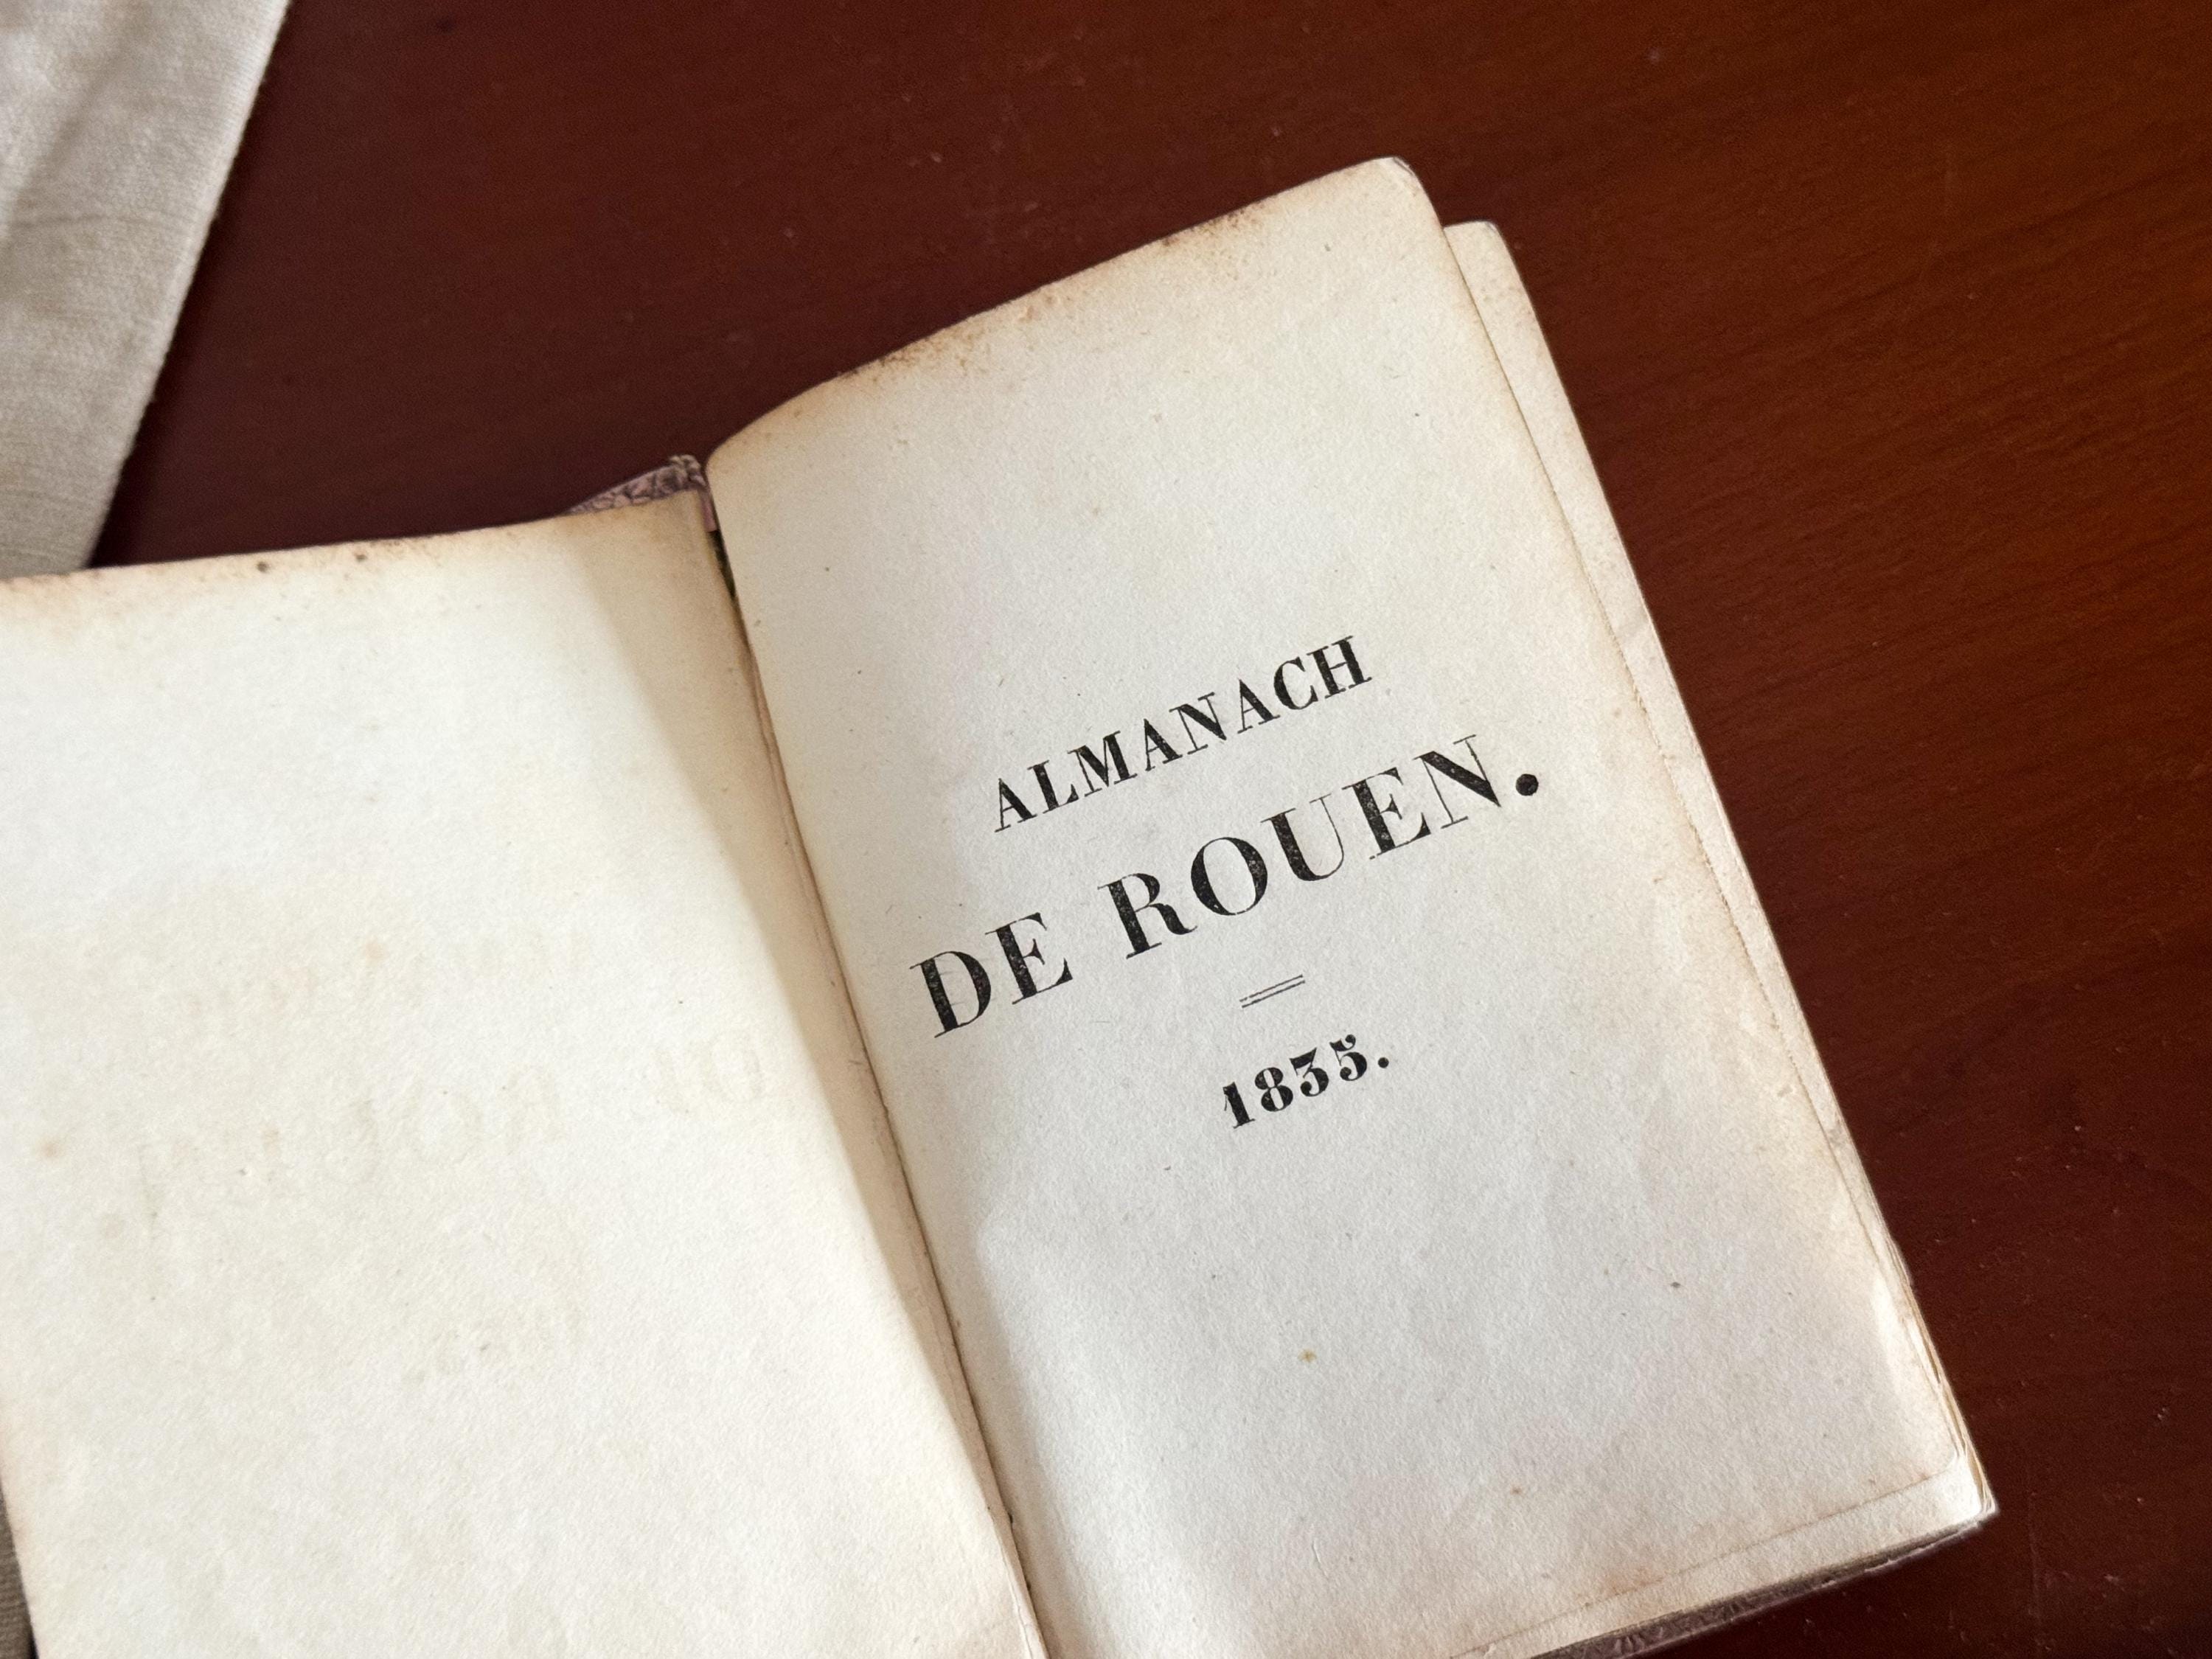 ALMANACH
DE ROUEN.
1835.